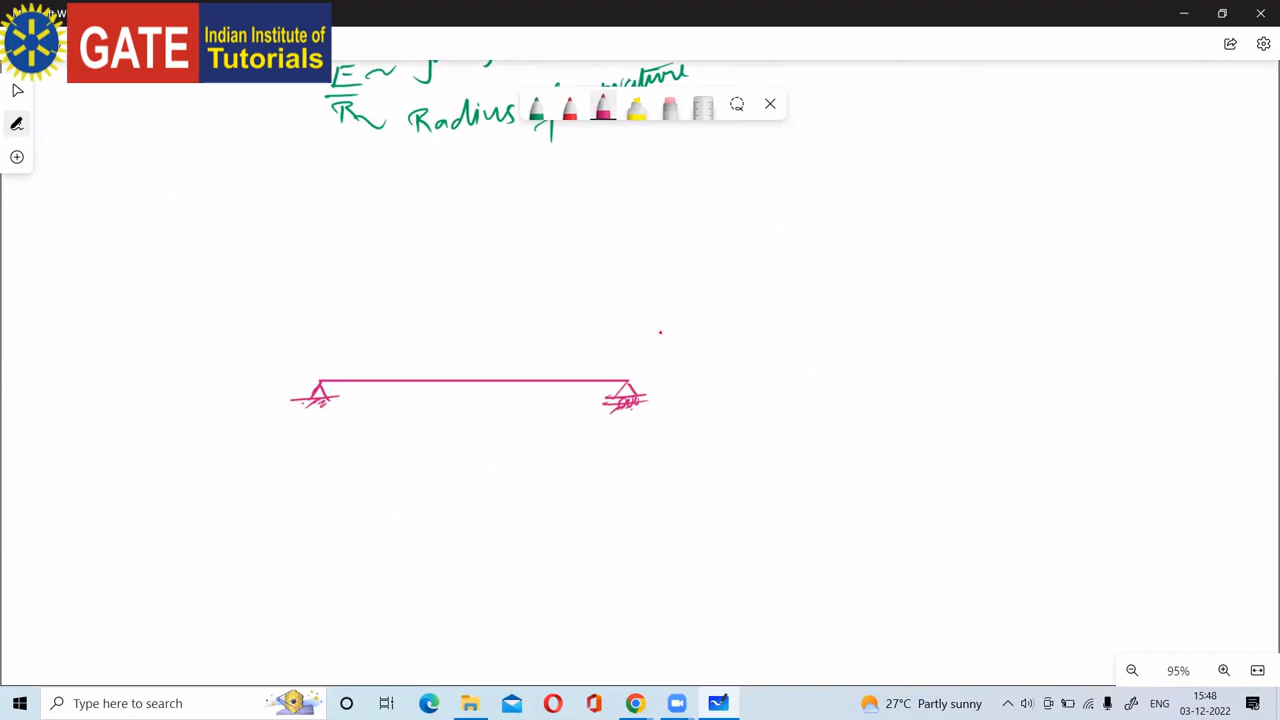 GATE
Indian Institute of
Tutorials
E ~
R ~ Radius
95%
Type here to search
27°C Partly sunny
ENG
15:48
03-12-2022